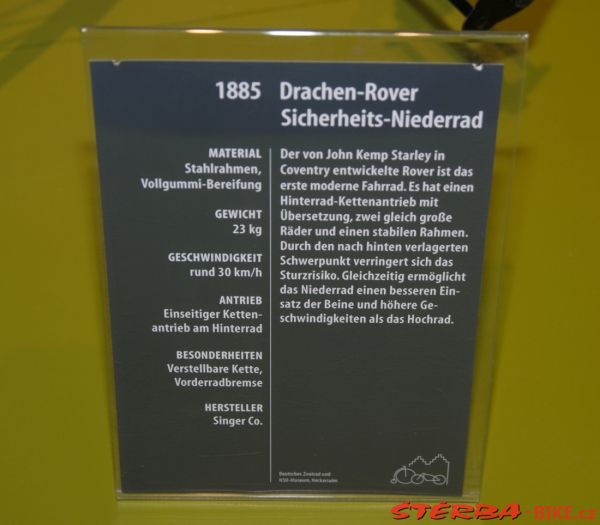 1885 Drachen-Rover
Sicherheits-Niederrad
MATERIAL
Stahlrahmen,
Vollgummi-Bereifung
GEWICHT
23 kg
GESCHWINDIGKEIT
rund 30 km/h
ANTRIEB
Einseitiger Ketten-
antrieb am Hinterrad
BESONDERHEITEN
Verstellbare Kette,
Vorderradbremse
HERSTELLER
Singer Co.
Der von John Kemp Starley in
Coventry entwickelte Rover ist das
erste moderne Fahrrad. Es hat einen
Hinterrad-Kettenantrieb mit
Übersetzung, zwei gleich große
Räder und einen stabilen Rahmen.
Durch den nach hinten verlagerten
Schwerpunkt verringert sich das
Sturzrisiko. Gleichzeitig ermöglicht
das Niederrad einen besseren Ein-
satz der Beine und höhere Ge-
schwindigkeiten als das Hochrad.
Deutsches Zweirad und
NSU-Museum, Neckarsulm
ŠTĚRBA-BIKE.cz